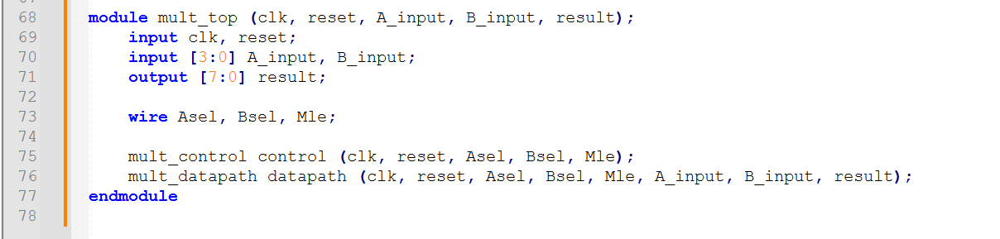 68 module mult_top (clk, reset, A_input, B_input, result);
69 input clk, reset;
70 input [3:0] A_input, B_input;
71 output [7:0] result;
72
73 wire Asel, Bsel, Mle;
74
75 mult_control control (clk, reset, Asel, Bsel, Mle);
76 mult_datapath datapath (clk, reset, Asel, Bsel, Mle, A_input, B_input, result);
77 endmodule
78